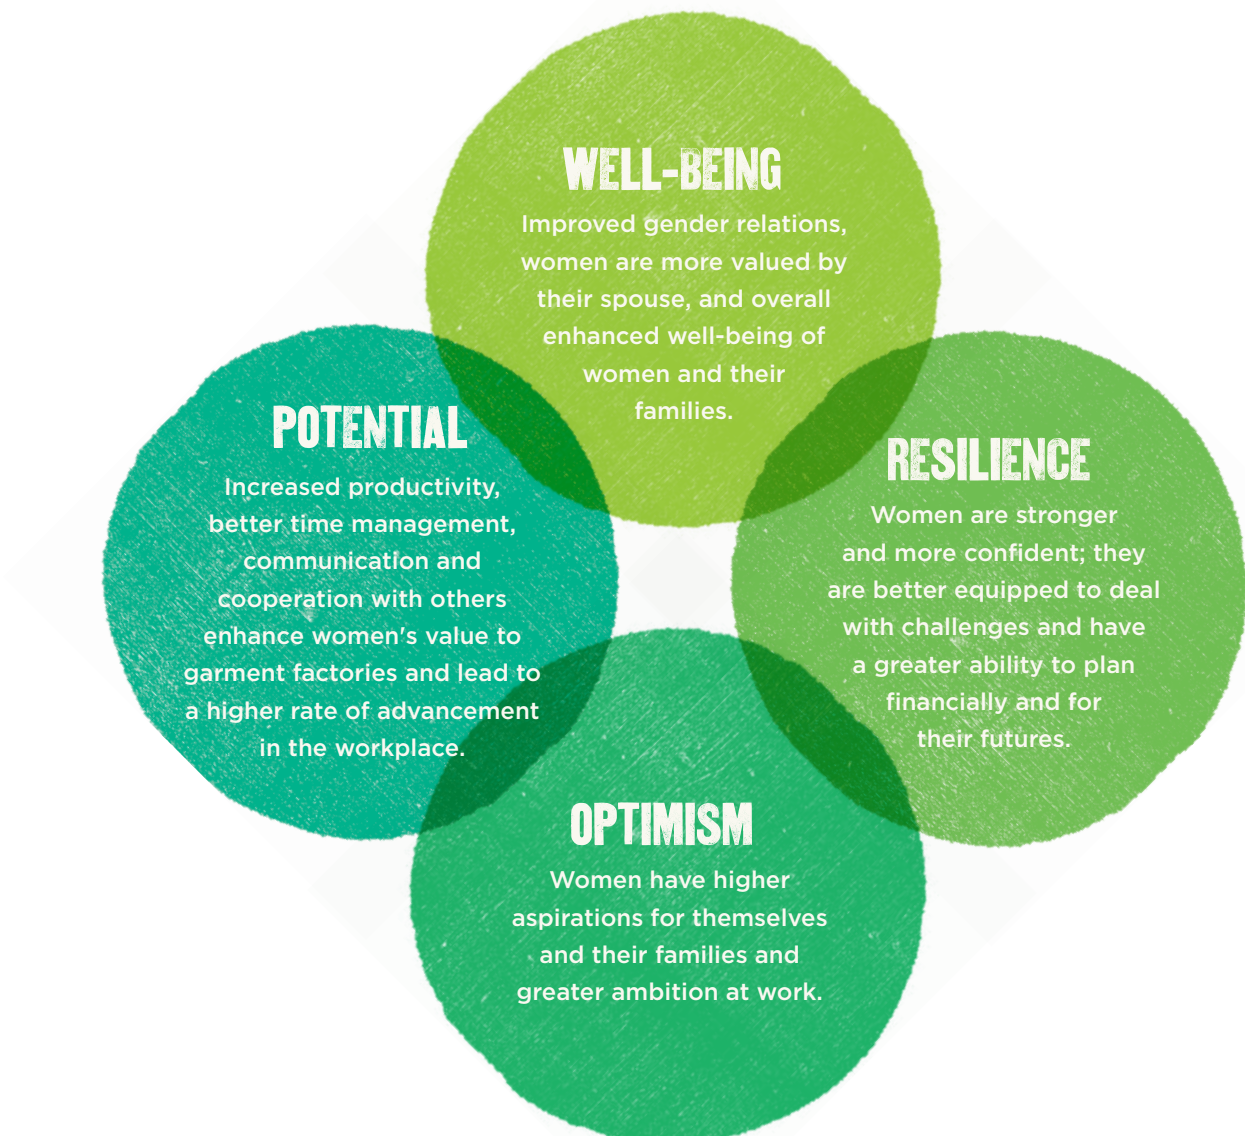 WELL-BEING
Improved gender relations,
women are more valued by
their spouse, and overall
enhanced well-being of
women and their
families.
POTENTIAL
Increased productivity,
better time management,
communication and
cooperation with others
enhance women's value to
garment factories and lead to
a higher rate of advancement
in the workplace.
RESILIENCE
Women are stronger
and more confident; they
are better equipped to deal
with challenges and have
a greater ability to plan
financially and for
their futures.
OPTIMISM
Women have higher
aspirations for themselves
and their families and
greater ambition at work.